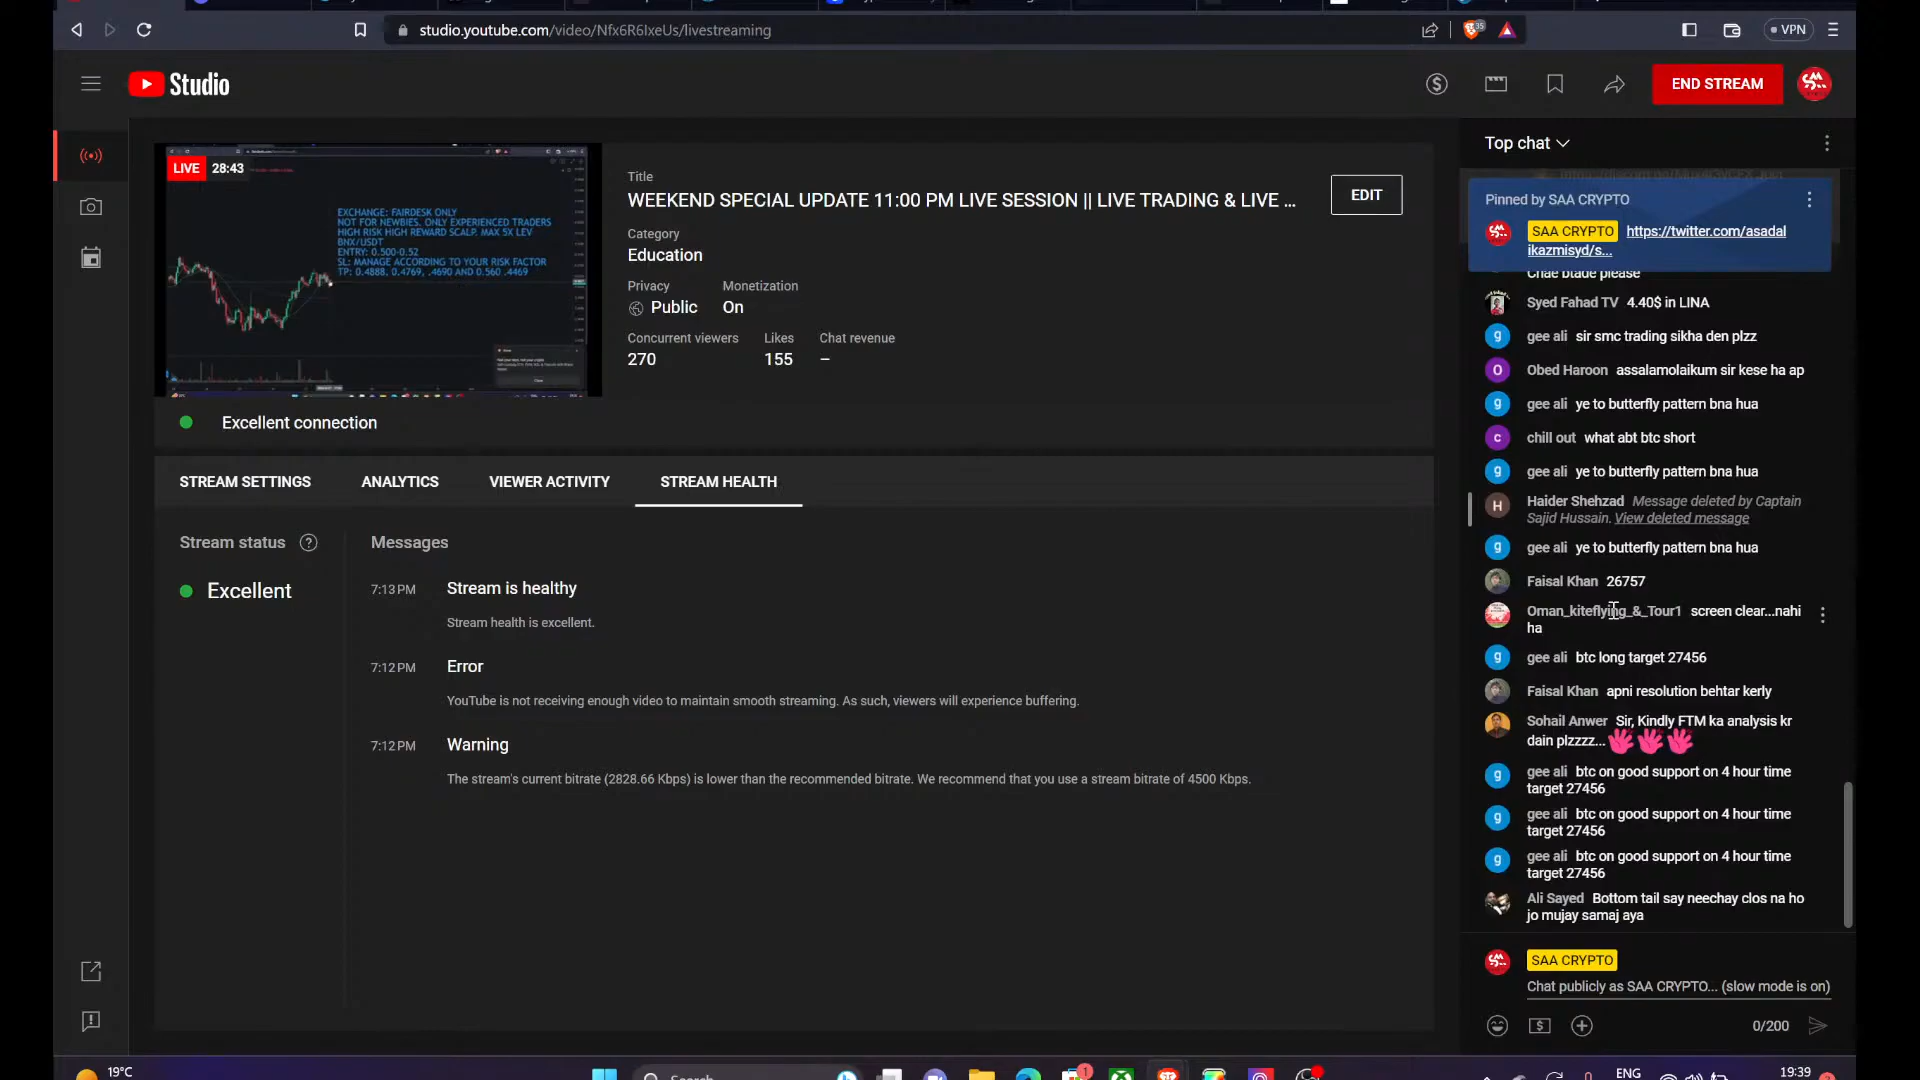 studio.youtube.com/video/Nfx6R6IxeUs/livestreaming
35
VPN
Studio
END STREAM
LIVE 28:43
EXCHANGE: FAIRDESK ONLY
NOT FOR NEWBIES, ONLY EXPERIENCED TRADERS
HIGH RISK HIGH REWARD SCALP. MAX 5X LEV
BNX/USDT
ENTRY: 0.500-0.52
SL: MANAGE ACCORDING TO YOUR RISK FACTOR
TP: 0.4888, 0.4769, .4690 AND 0.560 .4469
Title
WEEKEND SPECIAL UPDATE 11:00 PM LIVE SESSION || LIVE TRADING & LIVE ...
EDIT
Category
Education
Privacy Monetization
Public On
Concurrent viewers Likes Chat revenue
270 155 –
Excellent connection
STREAM SETTINGS ANALYTICS VIEWER ACTIVITY STREAM HEALTH
Stream status
Excellent
Messages
7:13 PM Stream is healthy
Stream health is excellent.
7:12 PM Error
YouTube is not receiving enough video to maintain smooth streaming. As such, viewers will experience buffering.
7:12 PM Warning
The stream's current bitrate (2828.66 Kbps) is lower than the recommended bitrate. We recommend that you use a stream bitrate of 4500 Kbps.
Top chat
Pinned by SAA CRYPTO
SAA CRYPTO https://twitter.com/asadal
ikazmisyd/s...
please
Syed Fahad TV 4.40$ in LINA
gee ali sir smc trading sikha den plzz
Obed Haroon assalamolaikum sir kese ha ap
gee ali ye to butterfly pattern bna hua
chill out what abt btc short
gee ali ye to butterfly pattern bna hua
Haider Shehzad Message deleted by Captain
Sajid Hussain. View deleted message
gee ali ye to butterfly pattern bna hua
Faisal Khan 26757
Oman_kiteflying_&_Tour1 screen clear...nahi
ha
gee ali btc long target 27456
Faisal Khan apni resolution behtar kerly
Sohail Anwer Sir, Kindly FTM ka analysis kr
dain plzzzz...
gee ali btc on good support on 4 hour time
target 27456
gee ali btc on good support on 4 hour time
target 27456
gee ali btc on good support on 4 hour time
target 27456
Ali Sayed Bottom tail say neechay clos na ho
jo mujay samaj aya
SAA CRYPTO
Chat publicly as SAA CRYPTO... (slow mode is on)
0/200
19°C
Search
1
ENG
19:39